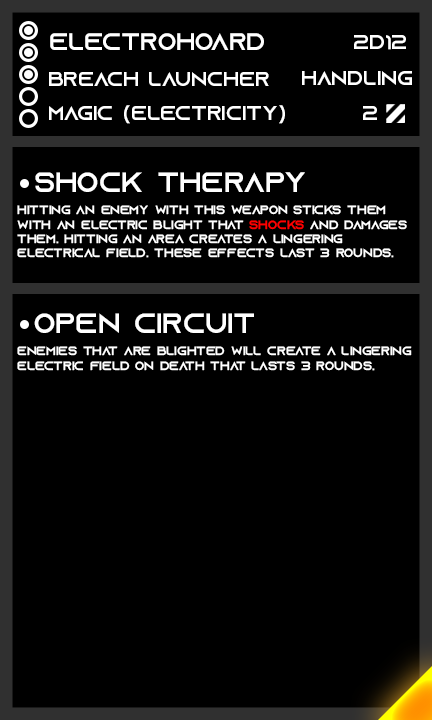 ELECTROHOARD 2D12
BREACH LAUNCHER HANDLING
MAGIC (ELECTRICITY) 2
•SHOCK THERAPY
HITTING AN ENEMY WITH THIS WEAPON STICKS THEM
WITH AN ELECTRIC BLIGHT THAT SHOCKS AND DAMAGES
THEM. HITTING AN AREA CREATES A LINGERING
ELECTRICAL FIELD. THESE EFFECTS LAST 3 ROUNDS.
•OPEN CIRCUIT
ENEMIES THAT ARE BLIGHTED WILL CREATE A LINGERING
ELECTRIC FIELD ON DEATH THAT LASTS 3 ROUNDS.